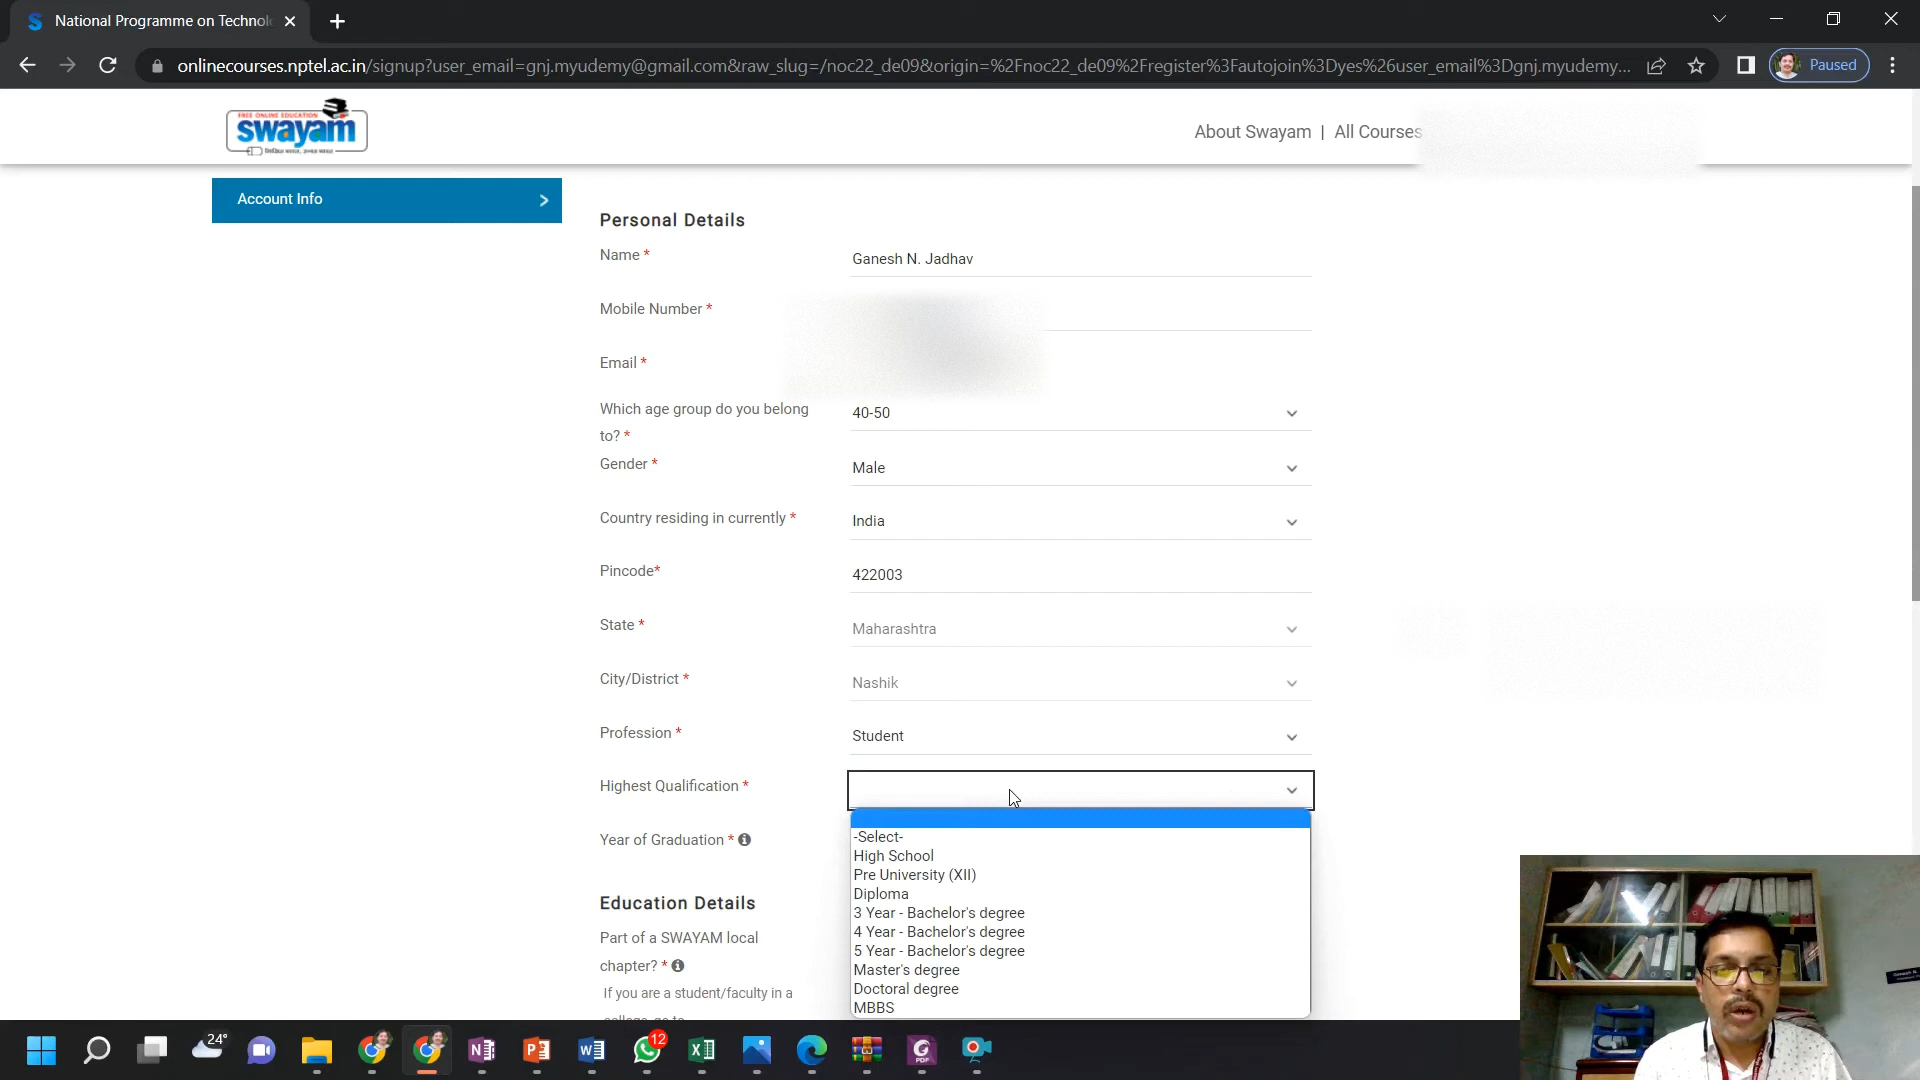 National Programme on Technolo
onlinecourses.nptel.ac.in/signup?user_email=gnj.myudemy@gmail.com&raw_slug=/noc22_de09&origin=%2Fnoc22_de09%2Fregister%3Fautojoin%3Dyes%26user_email%3Dgnj.myudemy...
Paused
FREE ONLINE EDUCATION
swayam
About Swayam | All Courses
Account Info
Personal Details
Name *
Ganesh N. Jadhav
Mobile Number *
Email *
Which age group do you belong
to? *
40-50
Gender *
Male
Country residing in currently *
India
Pincode*
422003
State *
Maharashtra
City/District *
Nashik
Profession *
Student
Highest Qualification *
Year of Graduation *
-Select-
High School
Pre University (XII)
Diploma
3 Year - Bachelor's degree
4 Year - Bachelor's degree
5 Year - Bachelor's degree
Master's degree
Doctoral degree
MBBS
Education Details
Part of a SWAYAM local
chapter? *
If you are a student/faculty in a
24°
12
PDF